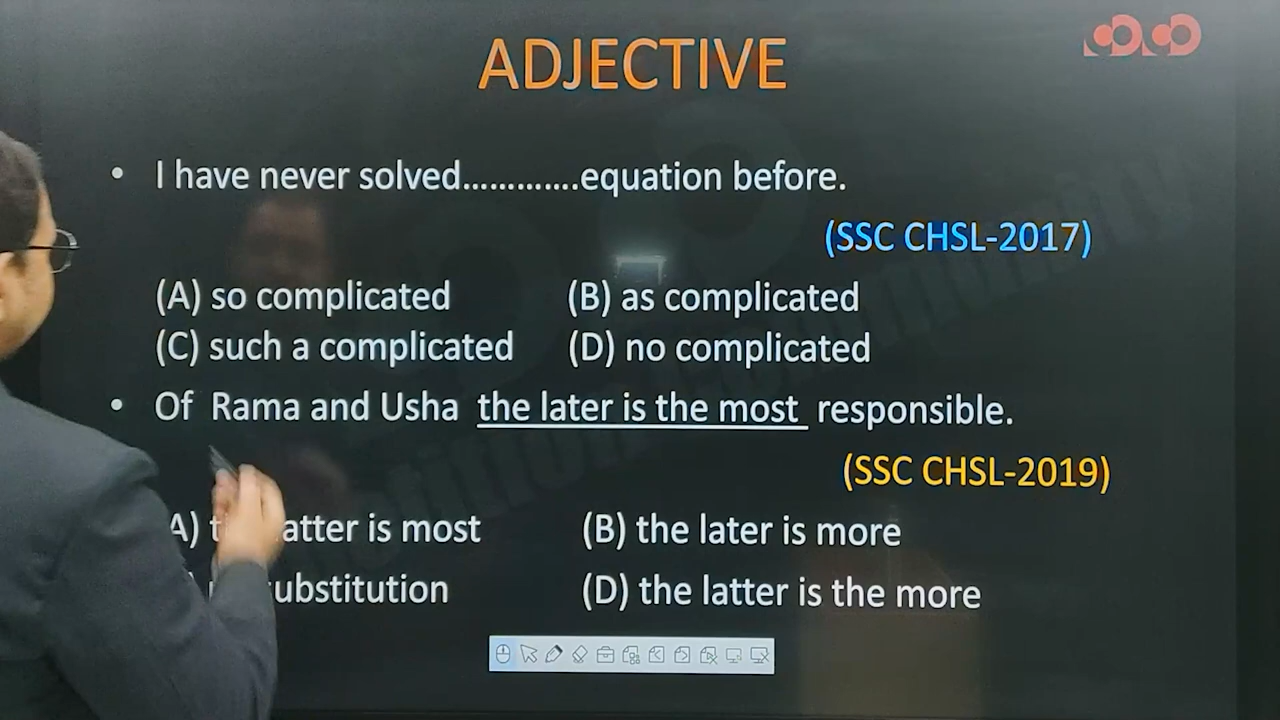 ADJECTIVE
• I have never solved.............equation before.
(SSC CHSL-2017)
(A) so complicated (B) as complicated
(C) such a complicated (D) no complicated
• Of Rama and Usha the later is the most responsible.
(SSC CHSL-2019)
A) atter is most (B) the later is more
substitution (D) the latter is the more